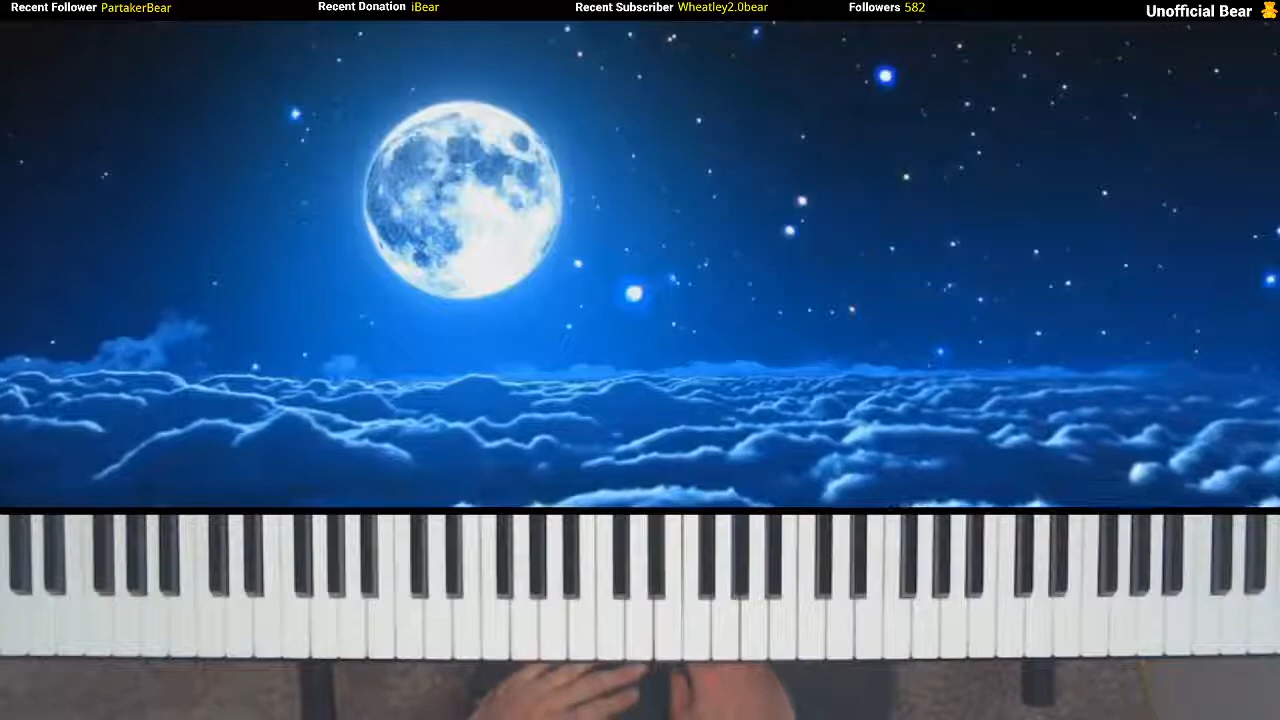 Recent Follower PartakerBear
Recent Donation iBear
Recent Subscriber Wheatley2.0bear
Followers 582
Unofficial Bear